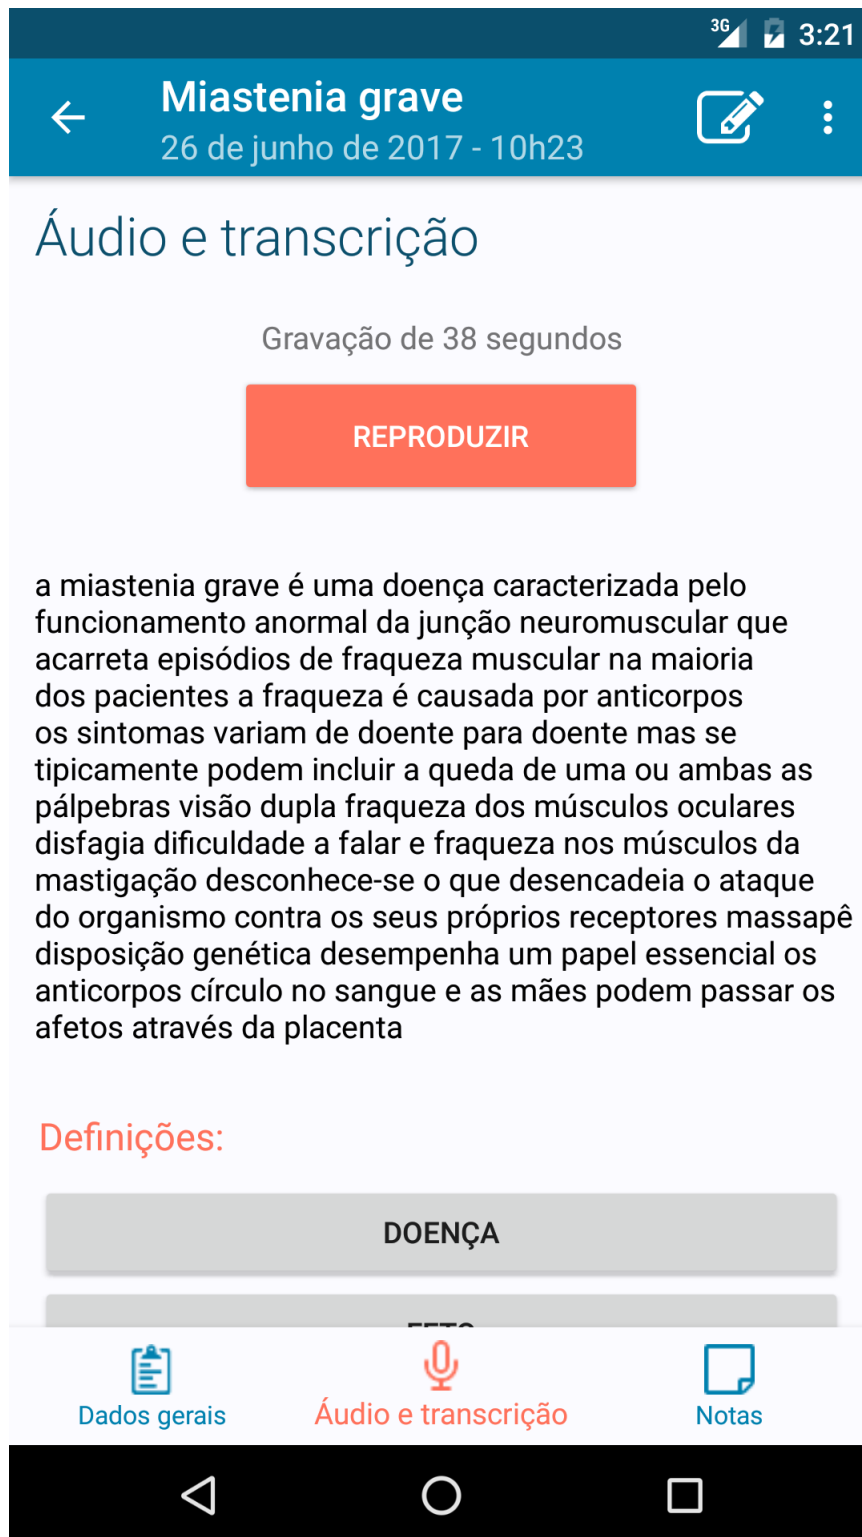 3G 3:21
Miastenia grave
26 de junho de 2017 - 10h23
Áudio e transcrição
Gravação de 38 segundos
REPRODUZIR
a miastenia grave é uma doença caracterizada pelo
funcionamento anormal da junção neuromuscular que
acarreta episódios de fraqueza muscular na maioria
dos pacientes a fraqueza é causada por anticorpos
os sintomas variam de doente para doente mas se
tipicamente podem incluir a queda de uma ou ambas as
pálpebras visão dupla fraqueza dos músculos oculares
disfagia dificuldade a falar e fraqueza nos músculos da
mastigação desconhece-se o que desencadeia o ataque
do organismo contra os seus próprios receptores massapê
disposição genética desempenha um papel essencial os
anticorpos círculo no sangue e as mães podem passar os
afetos através da placenta
Definições:
DOENÇA
Dados gerais
Áudio e transcrição
Notas